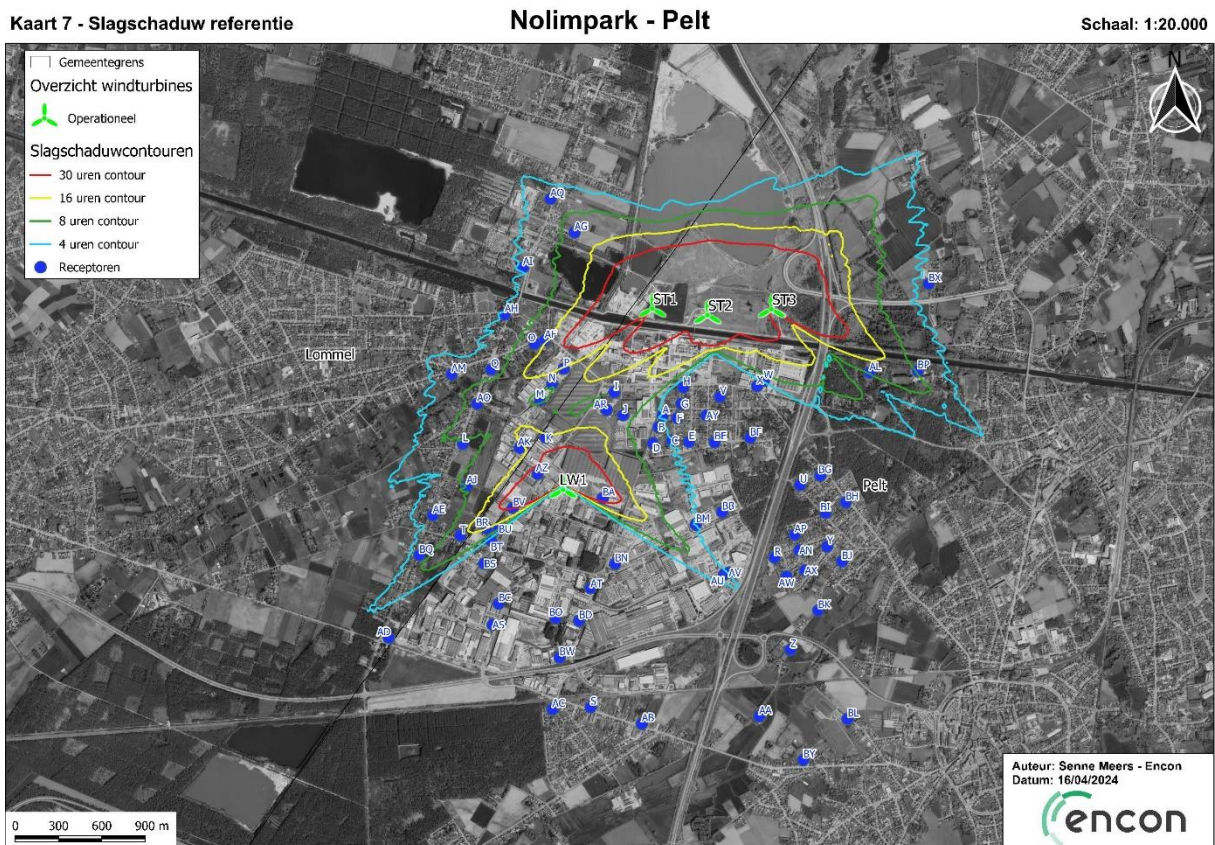 Kaart 7 - Slagschaduw referentie
Nolimpark - Pelt
Schaal: 1:20.000
Gemeentegrens
Overzicht windturbines
Operationeel
Slagschaduwcontouren
30 uren contour
16 uren contour
8 uren contour
4 uren contour
Receptoren
N
AQ
AG
AI
BX
ST1
ST2
ST3
AH
O
AF
Lommel
AM
Q
P
N
AL
BP
M
I
H
X
W
V
AO
AR
J
A
G
F
AY
B
L
AK
K
D
C
E
BE
BF
AJ
AZ
LW1
BA
U
BG
Pelt
BV
BH
AE
BR
BU
BM
BB
BI
T
BT
AP
BQ
BS
BN
R
AN
Y
BJ
AT
AU
AV
AW
AX
BC
BK
AS
BO
BD
AD
BW
Z
AC
S
AB
AA
BL
BY
0 300 600 900 m
Auteur: Senne Meers - Encon
Datum: 16/04/2024
encon